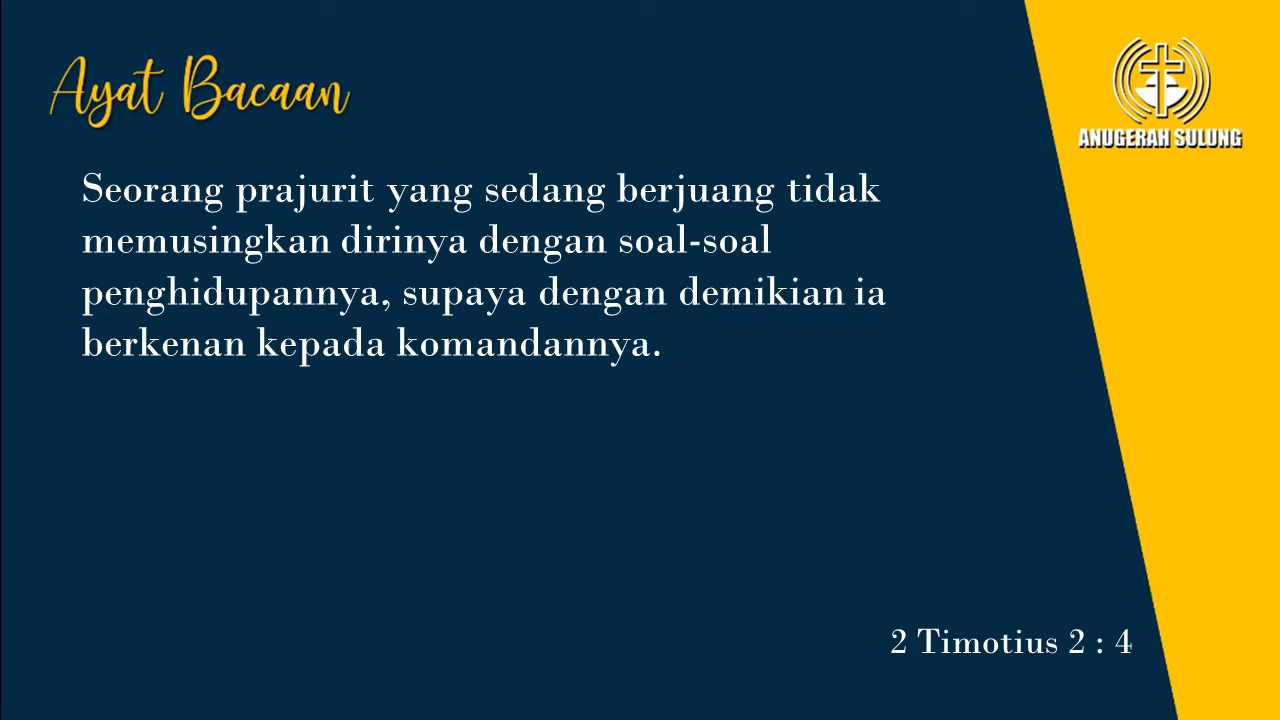 Ayat Bacaan
ANUGERAH SULUNG
Seorang prajurit yang sedang berjuang tidak
memusingkan dirinya dengan soal-soal
penghidupannya, supaya dengan demikian ia
berkenan kepada komandannya.
2 Timotius 2 : 4